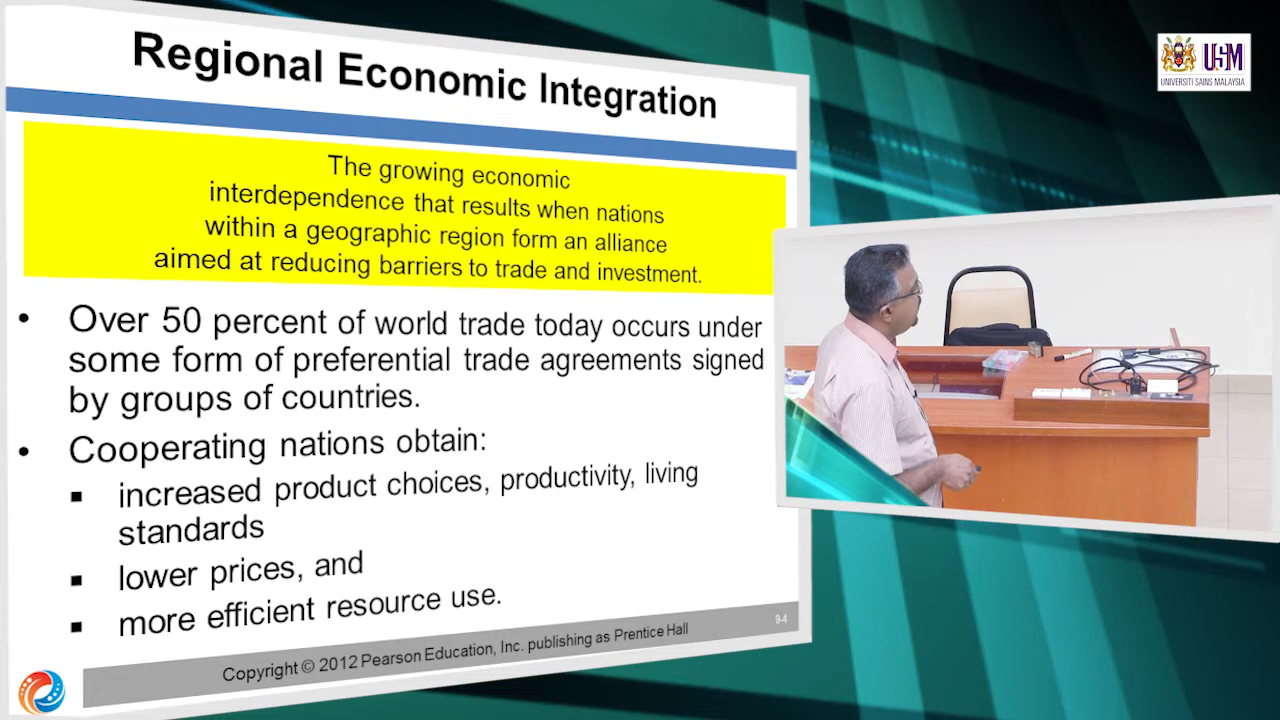 Regional Economic Integration
The growing economic
interdependence that results when nations
within a geographic region form an alliance
aimed at reducing barriers to trade and investment.
• Over 50 percent of world trade today occurs under
some form of preferential trade agreements signed
by groups of countries.
• Cooperating nations obtain:
▪ increased product choices, productivity, living
standards
▪ lower prices, and
▪ more efficient resource use.
Copyright © 2012 Pearson Education, Inc. publishing as Prentice Hall
9-4
USM
UNIVERSITI SAINS MALAYSIA